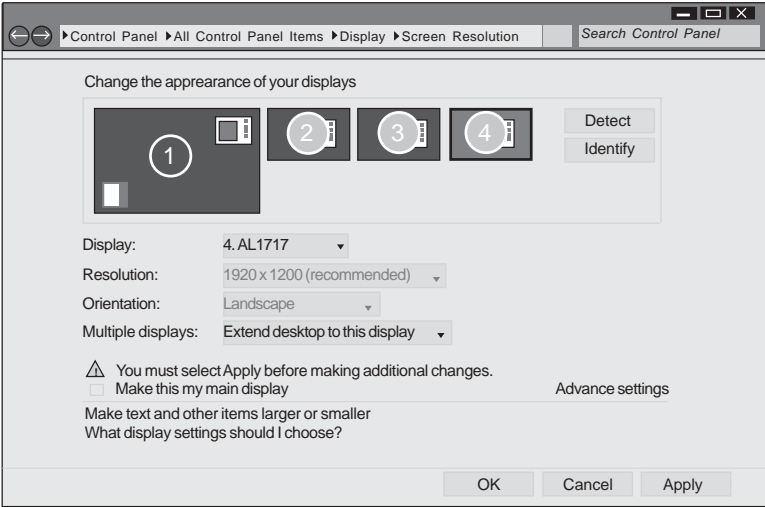 Control Panel All Control Panel Items Display Screen Resolution
Search Control Panel
Change the apprearance of your displays
1 2 3 4
Detect
Identify
Display: 4. AL1717
Resolution: 1920 x 1200 (recommended)
Orientation: Landscape
Multiple displays: Extend desktop to this display
You must select Apply before making additional changes.
Make this my main display Advance settings
Make text and other items larger or smaller
What display settings should I choose?
OK Cancel Apply